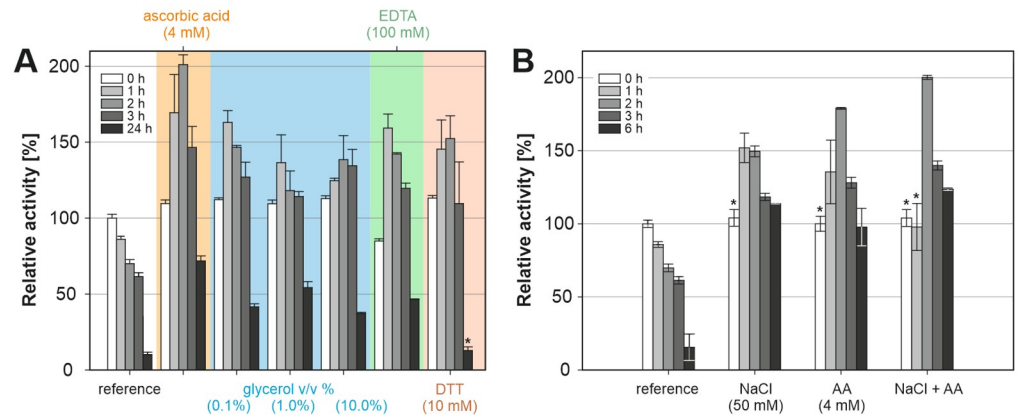 ascorbic acid
(4 mM)
EDTA
(100 mM)
A
Relative activity [%]
200
150
100
50
0
0 h
1 h
2 h
3 h
24 h
*
reference
glycerol v/v %
(0.1%) (1.0%) (10.0%)
DTT
(10 mM)
B
Relative activity [%]
200
150
100
50
0
0 h
1 h
2 h
3 h
6 h
* * * *
reference
NaCl
(50 mM)
AA
(4 mM)
NaCl + AA